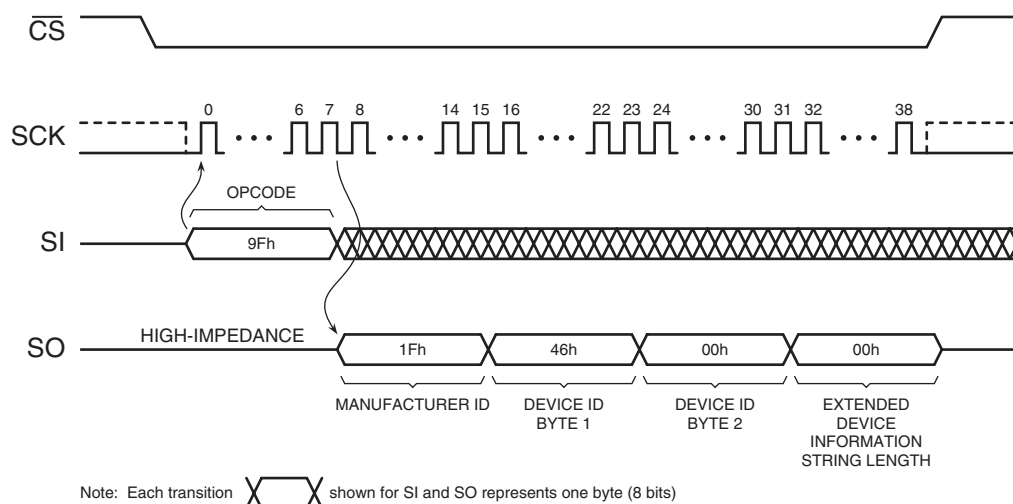 CS
SCK
0 6 7 8 14 15 16 22 23 24 30 31 32 38
OPCODE
SI
9Fh
HIGH-IMPEDANCE
SO
1Fh 46h 00h 00h
MANUFACTURER ID
DEVICE ID
BYTE 1
DEVICE ID
BYTE 2
EXTENDED
DEVICE
INFORMATION
STRING LENGTH
Note: Each transition shown for SI and SO represents one byte (8 bits)